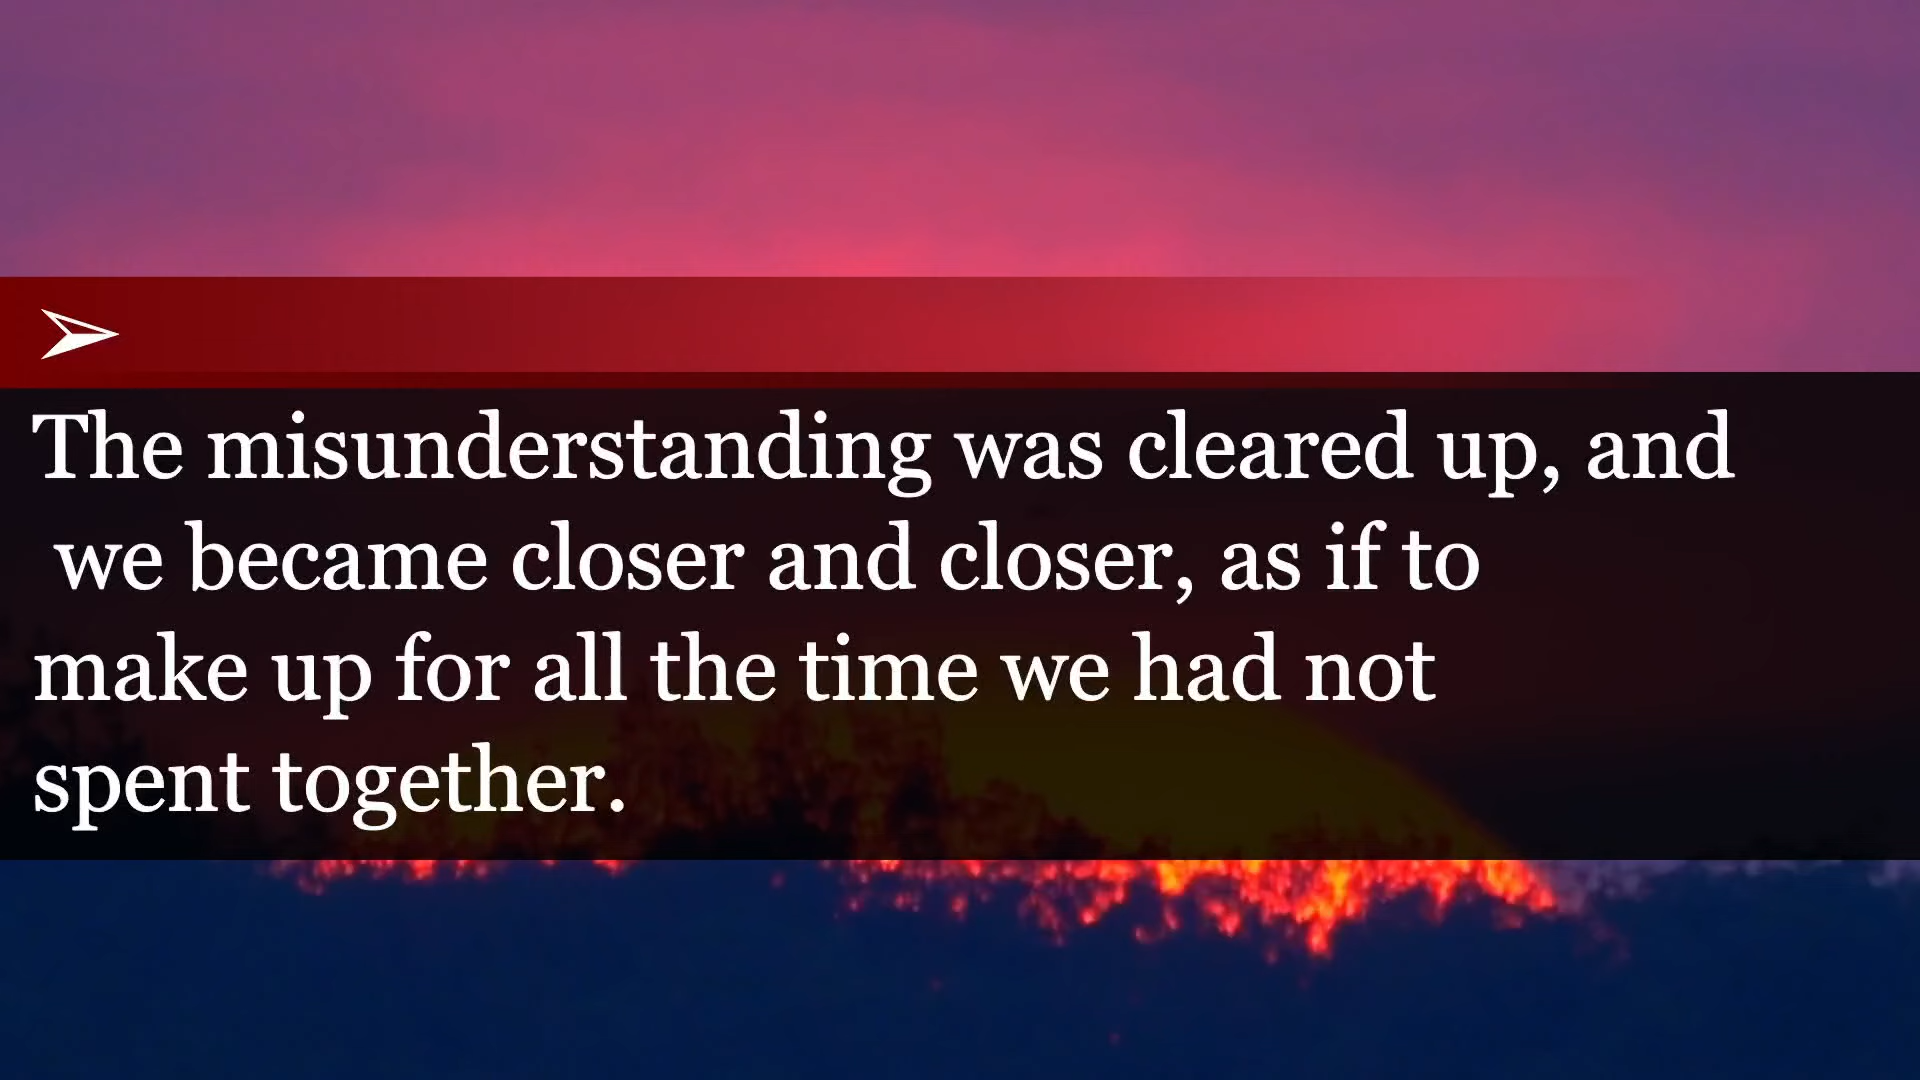 The misunderstanding was cleared up, and
we became closer and closer, as if to
make up for all the time we had not
spent together.